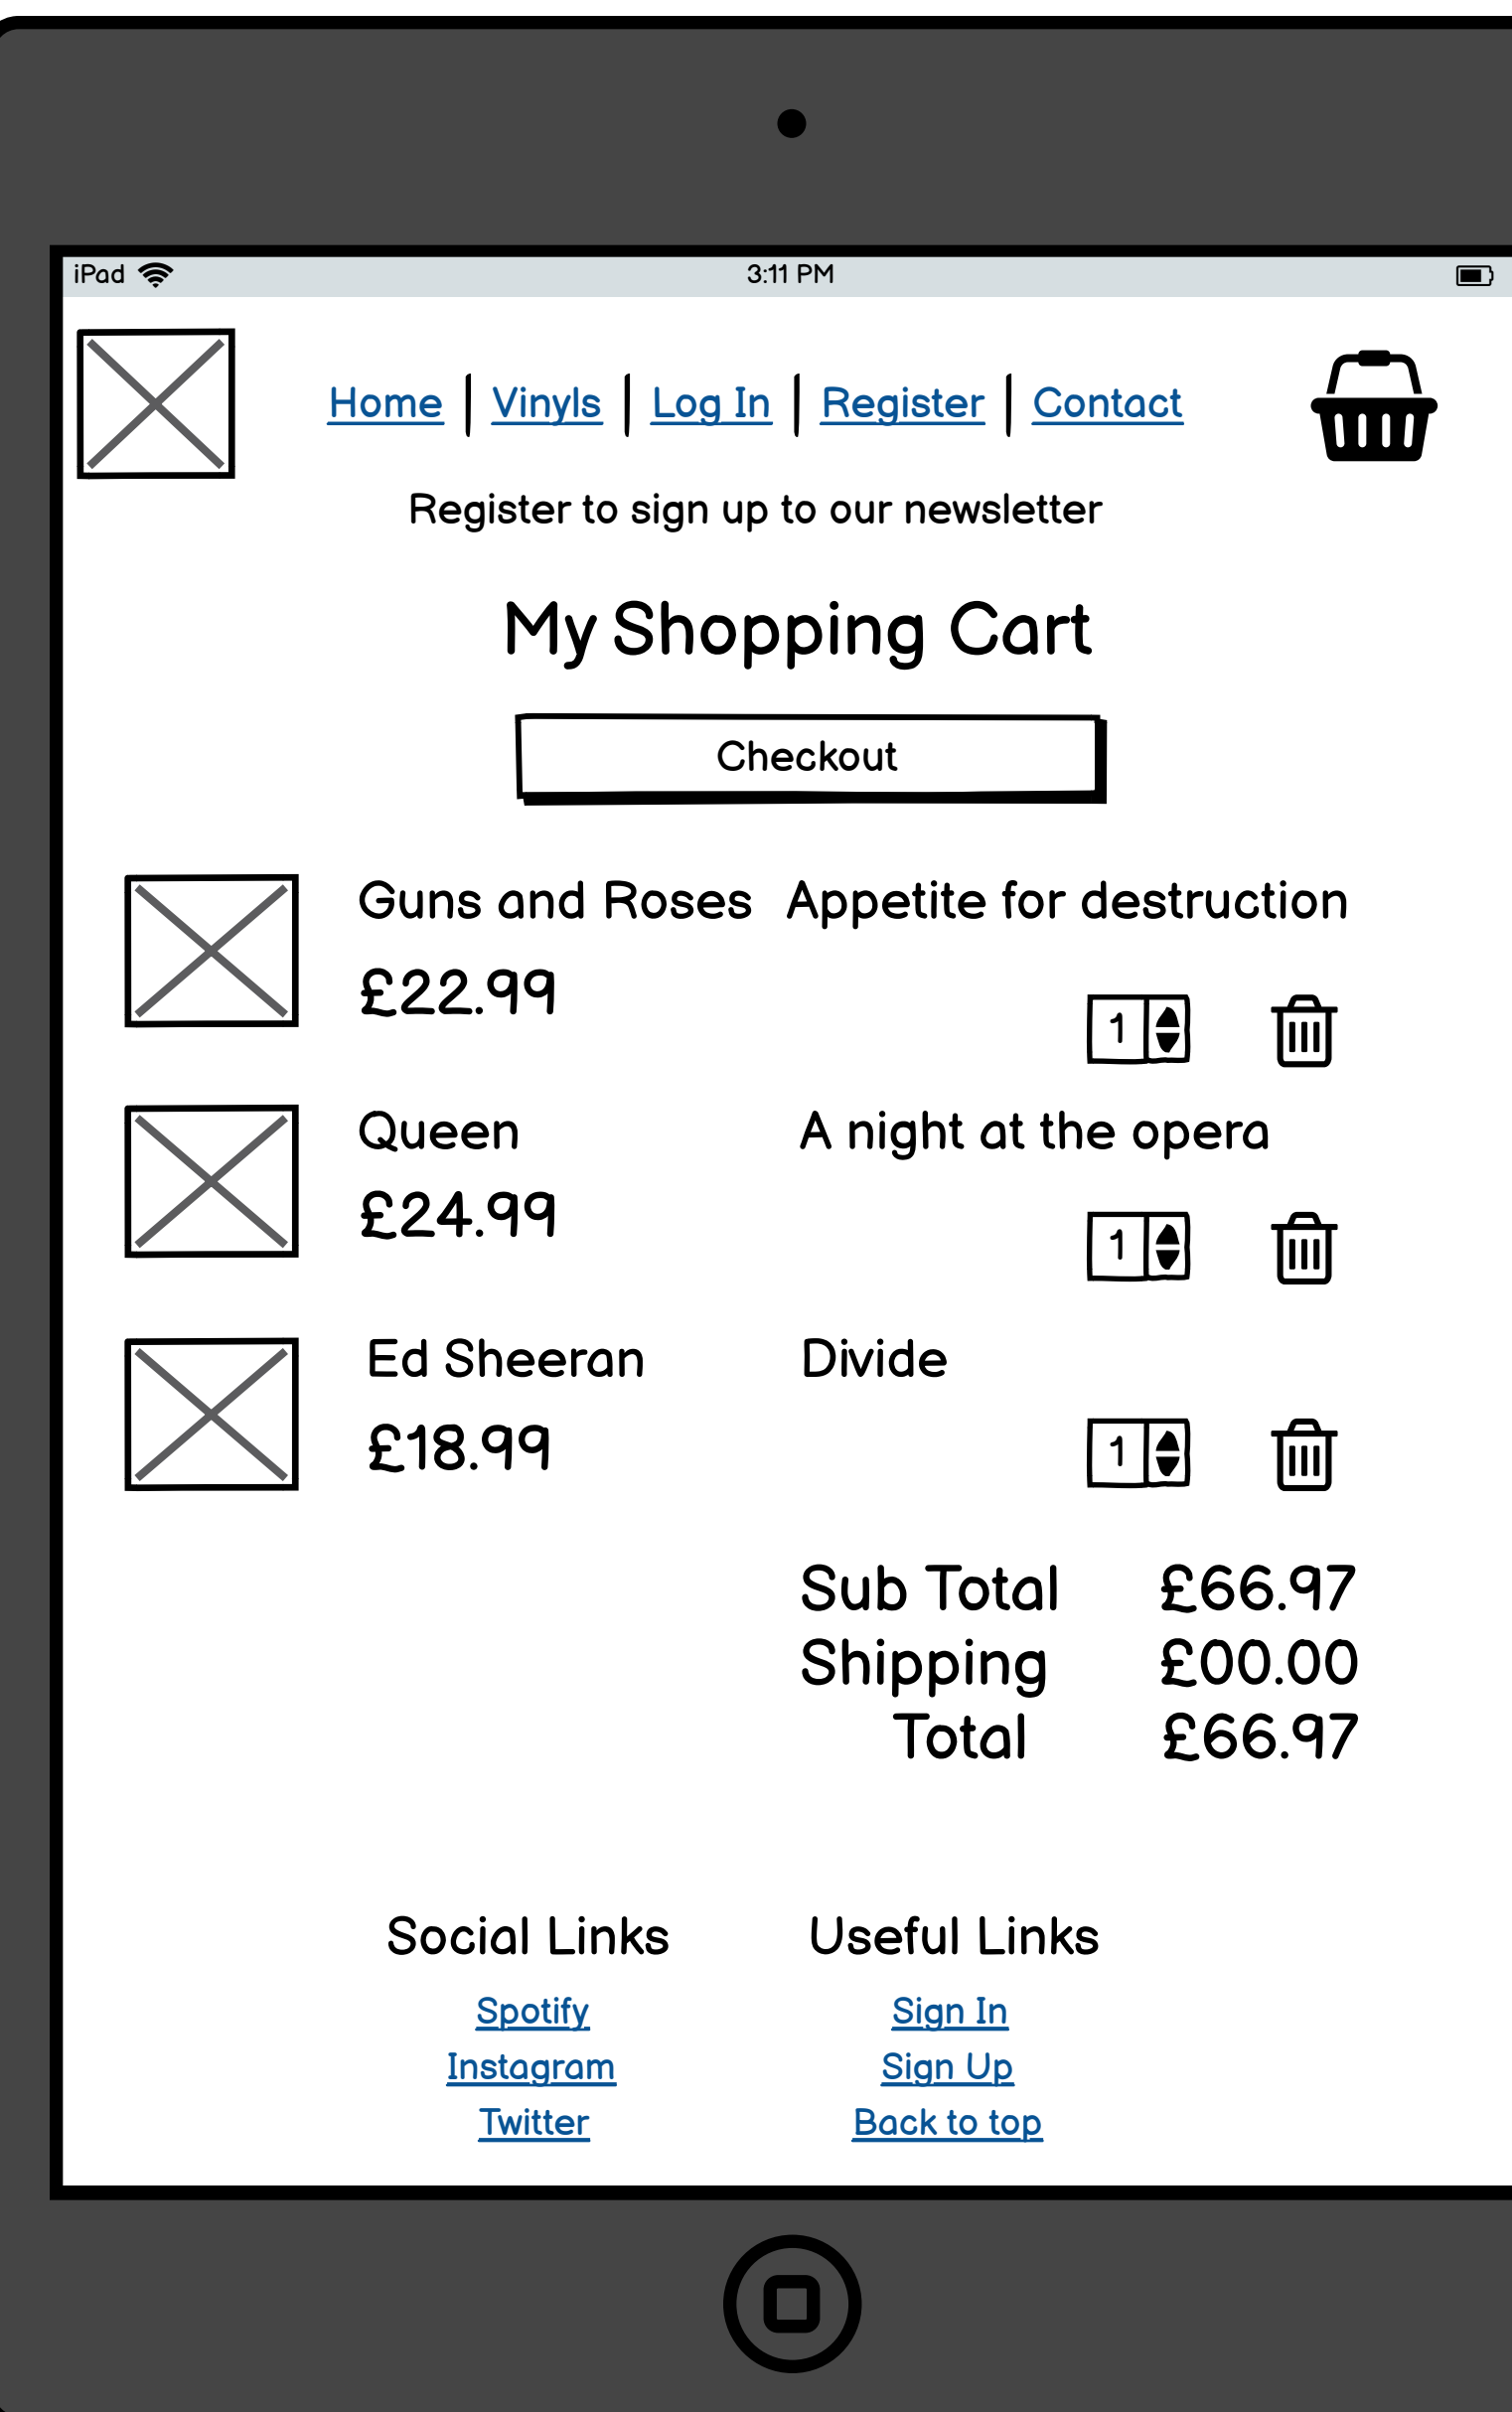 iPad 3:11 PM
Home | Vinyls | Log In | Register | Contact
Register to sign up to our newsletter
My Shopping Cart
Checkout
Guns and Roses Appetite for destruction
£22.99
1
Queen A night at the opera
£24.99
1
Ed Sheeran Divide
£18.99
1
Sub Total £66.97
Shipping £00.00
Total £66.97
Social Links Useful Links
Spotify Sign In
Instagram Sign Up
Twitter Back to top